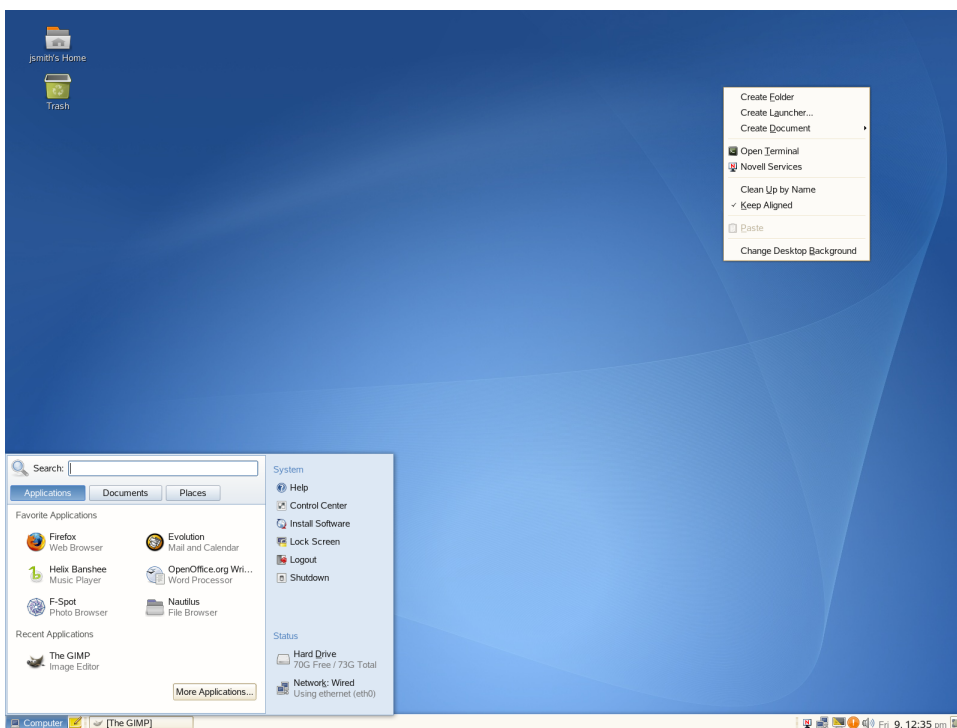 jsmith's Home
Trash
Create Folder
Create Launcher...
Create Document
Open Terminal
Novell Services
Clean Up by Name
Keep Aligned
Paste
Change Desktop Background
Search:
Applications
Documents
Places
Favorite Applications
Firefox
Web Browser
Evolution
Mail and Calendar
Helix Banshee
Music Player
OpenOffice.org Wri...
Word Processor
F-Spot
Photo Browser
Nautilus
File Browser
Recent Applications
The GIMP
Image Editor
More Applications...
System
Help
Control Center
Install Software
Lock Screen
Logout
Shutdown
Status
Hard Drive
70G Free / 73G Total
Network: Wired
Using ethernet (eth0)
Computer
[The GIMP]
Fri 9, 12:35 pm